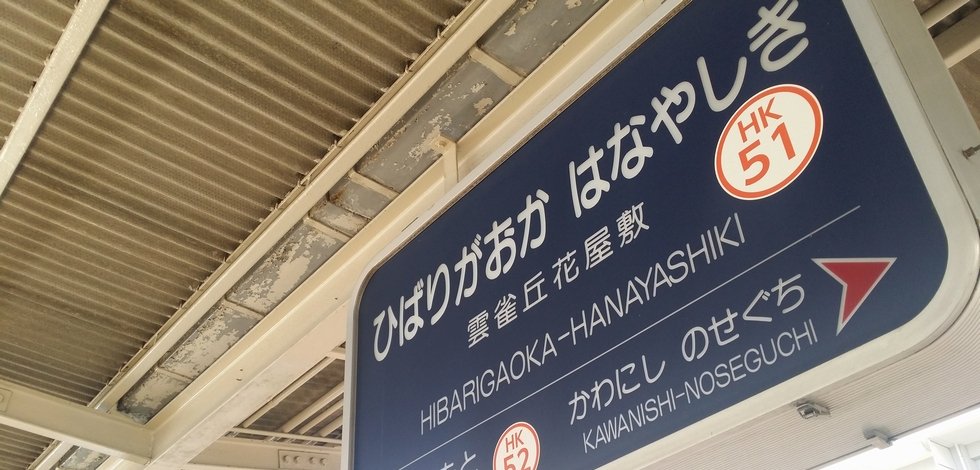 ひばりがおか はなやしき
HK
51
雲雀丘花屋敷
HIBARIGAOKA-HANAYASHIKI
かわにし のせぐち
KAWANISHI-NOSEGUCHI
HK
52